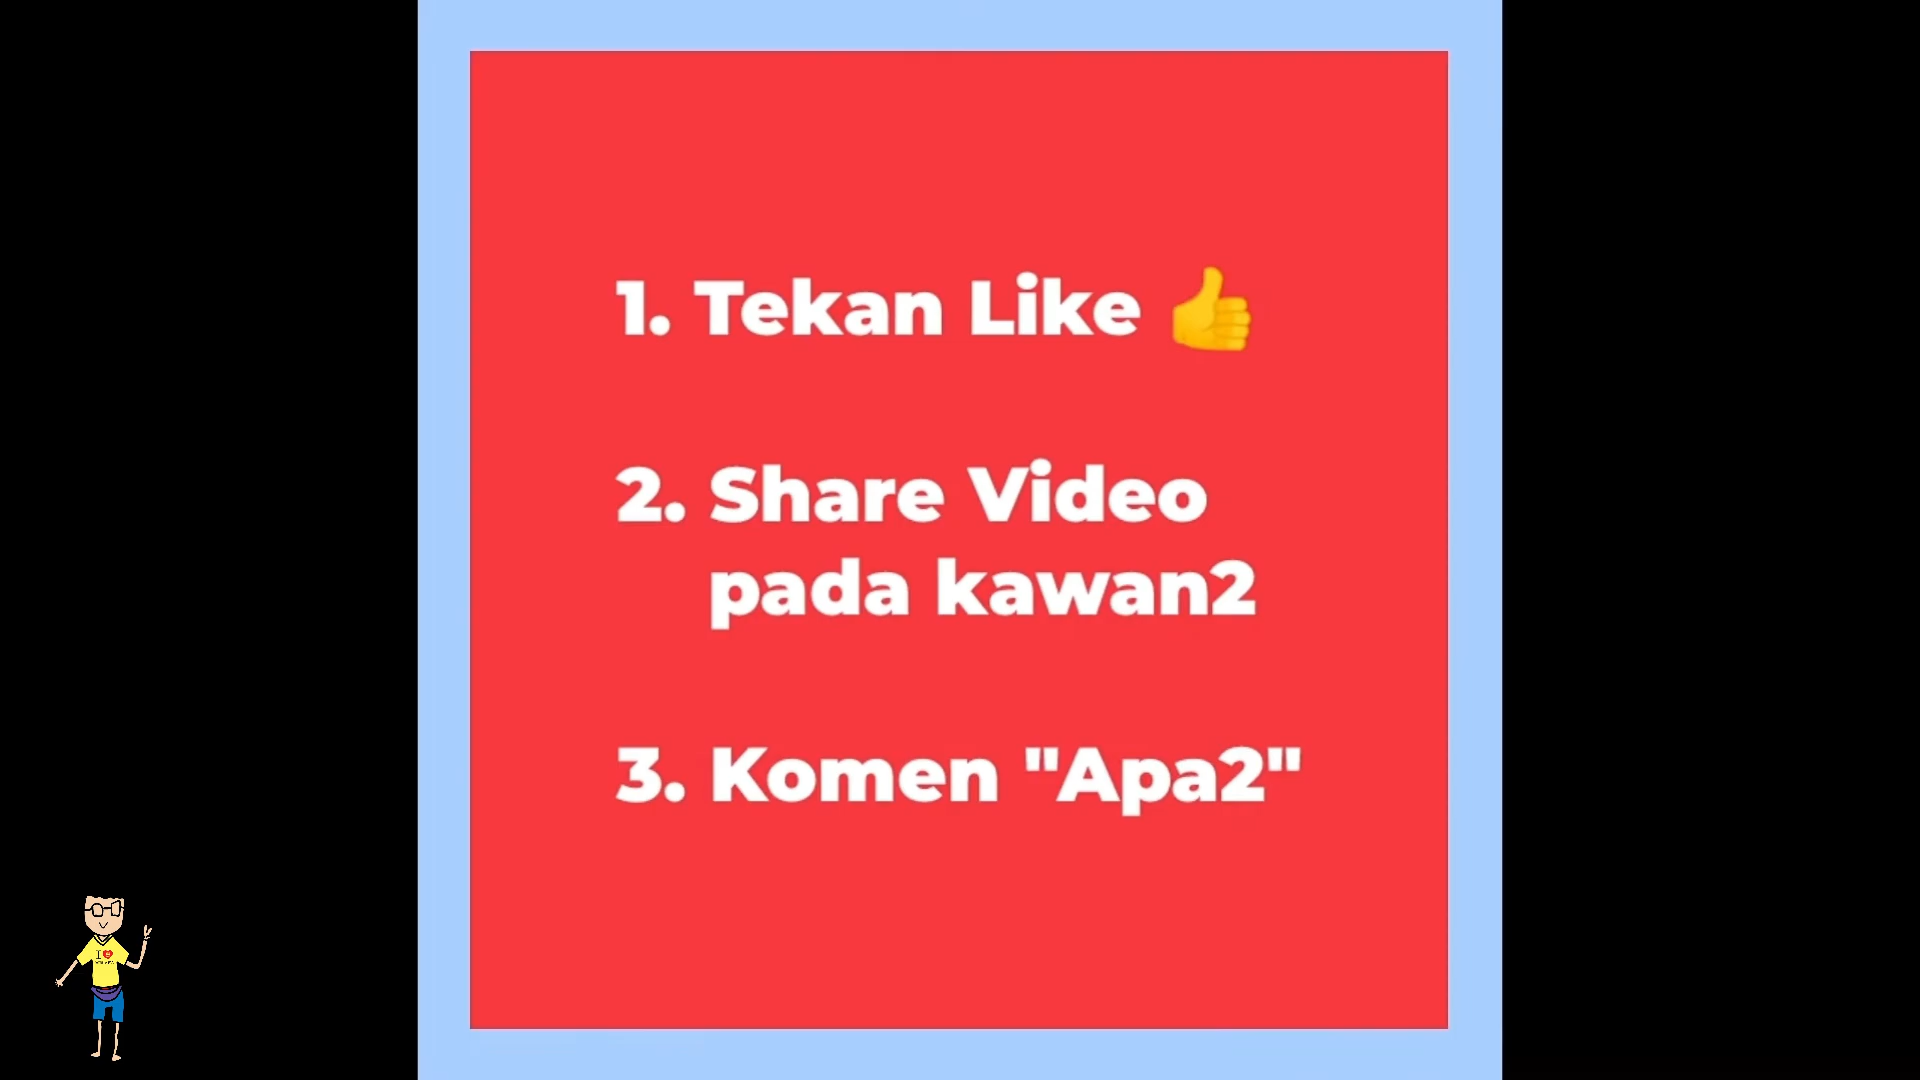 1. Tekan Like 👍
2. Share Video
pada kawan2
3. Komen "Apa2"
I